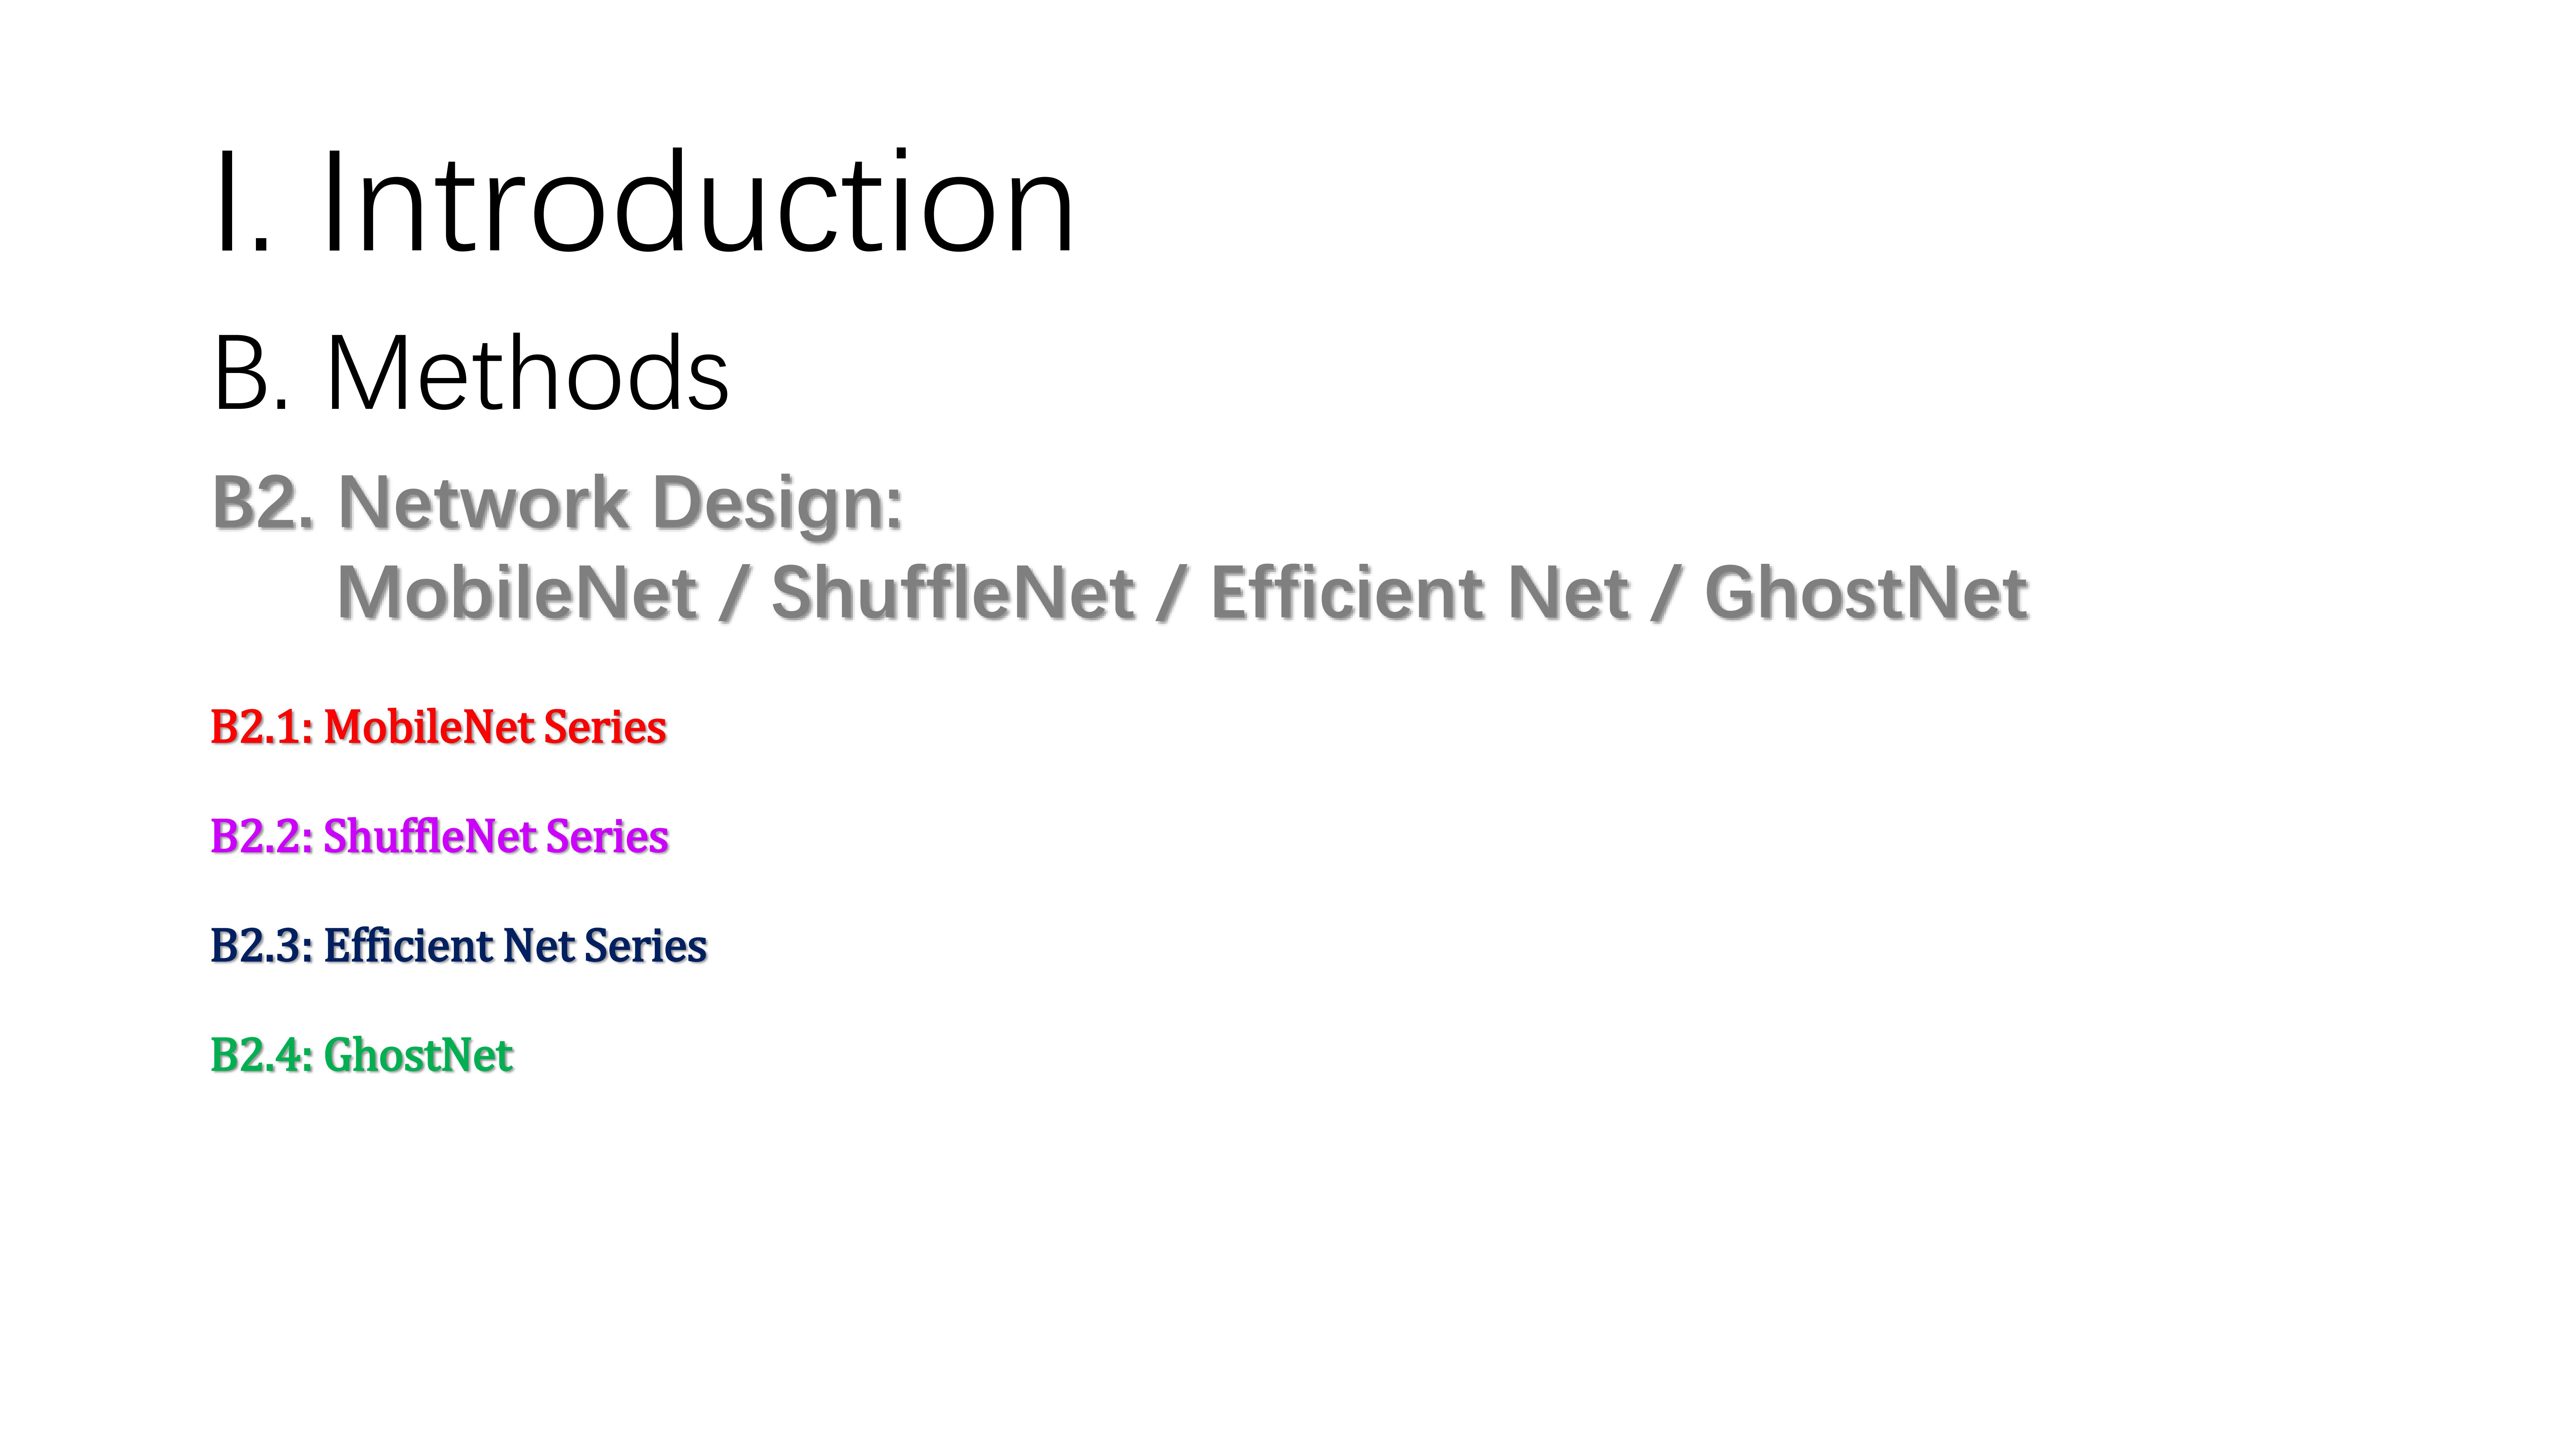 I. Introduction
B. Methods
B2. Network Design:
MobileNet / ShuffleNet / Efficient Net / GhostNet
B2.1: MobileNet Series
B2.2: ShuffleNet Series
B2.3: Efficient Net Series
B2.4: GhostNet